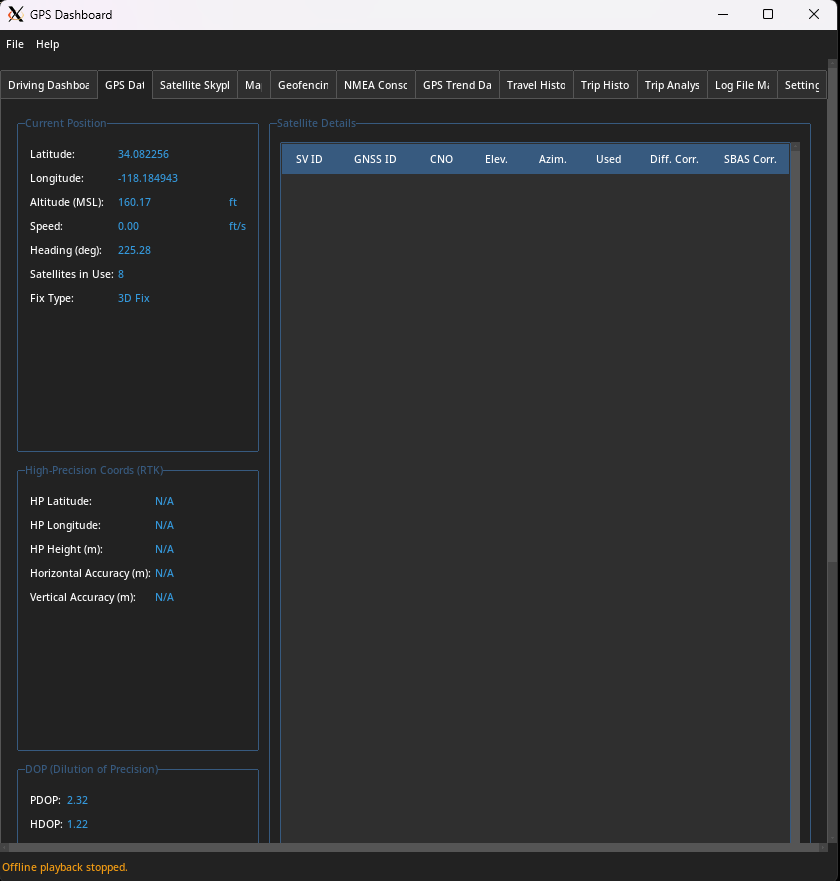 GPS Dashboard
File Help
Driving Dashboa GPS Dat Satellite Skypl Ma Geofencin NMEA Consc GPS Trend Da Travel Histo Trip Histo Trip Analys Log File Ma Setting
Current Position
Latitude: 34.082256
Longitude: -118.184943
Altitude (MSL): 160.17 ft
Speed: 0.00 ft/s
Heading (deg): 225.28
Satellites in Use: 8
Fix Type: 3D Fix
High-Precision Coords (RTK)
HP Latitude: N/A
HP Longitude: N/A
HP Height (m): N/A
Horizontal Accuracy (m): N/A
Vertical Accuracy (m): N/A
DOP (Dilution of Precision)
PDOP: 2.32
HDOP: 1.22
Satellite Details
SV ID GNSS ID CNO Elev. Azim. Used Diff. Corr. SBAS Corr.
Offline playback stopped.